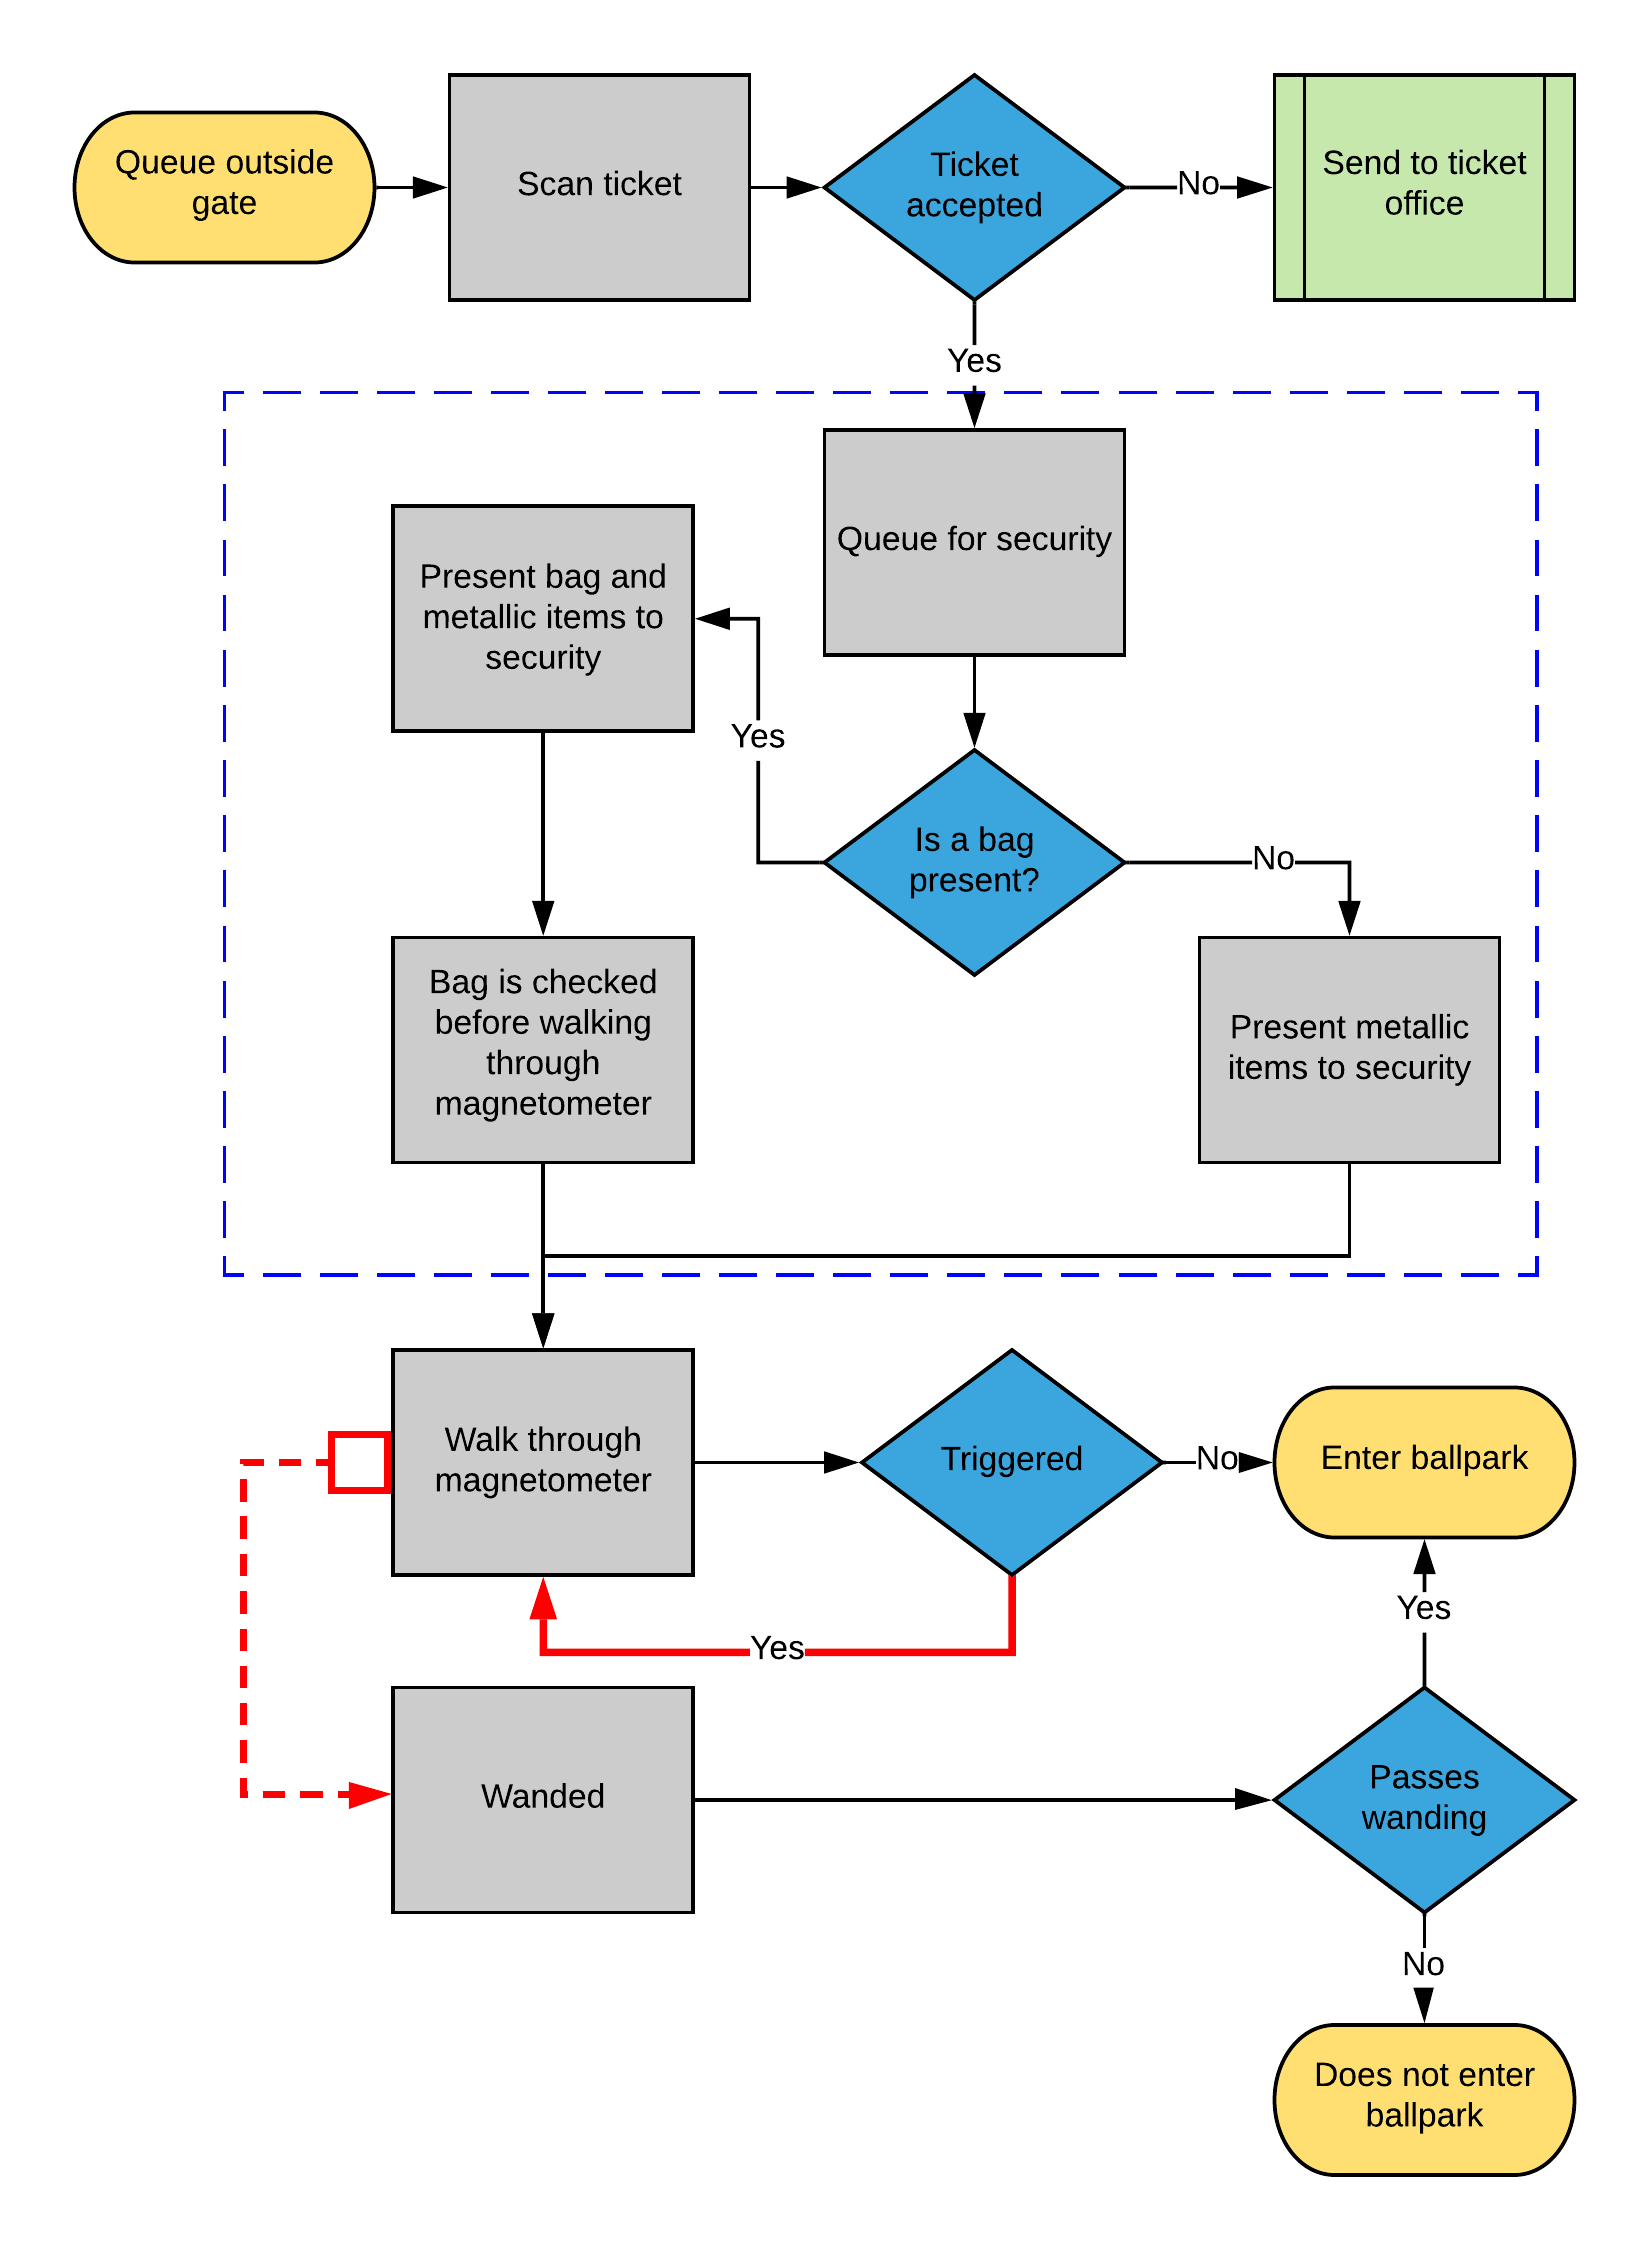 Queue outside
gate
Scan ticket
Ticket
accepted
No
Send to ticket
office
Yes
Queue for security
Present bag and
metallic items to
security
Yes
Is a bag
present?
No
Bag is checked
before walking
through
magnetometer
Present metallic
items to security
Walk through
magnetometer
Triggered
No
Enter ballpark
Yes
Yes
Wanded
Passes
wanding
No
Does not enter
ballpark